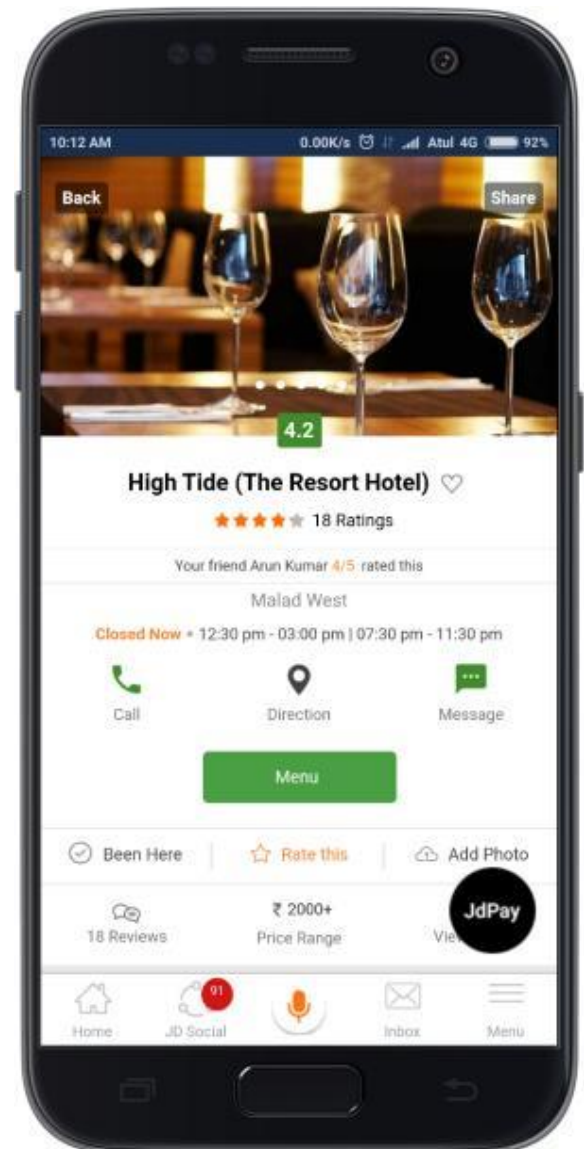 10:12 AM 0.00K/s Atul 4G 92%
Back Share
4.2
High Tide (The Resort Hotel)
18 Ratings
Your friend Arun Kumar 4/5 rated this
Malad West
Closed Now • 12:30 pm - 03:00 pm | 07:30 pm - 11:30 pm
Call Direction Message
Menu
Been Here Rate this Add Photo
₹ 2000+ JdPay
18 Reviews Price Range
91
Home JD Social Inbox Menu